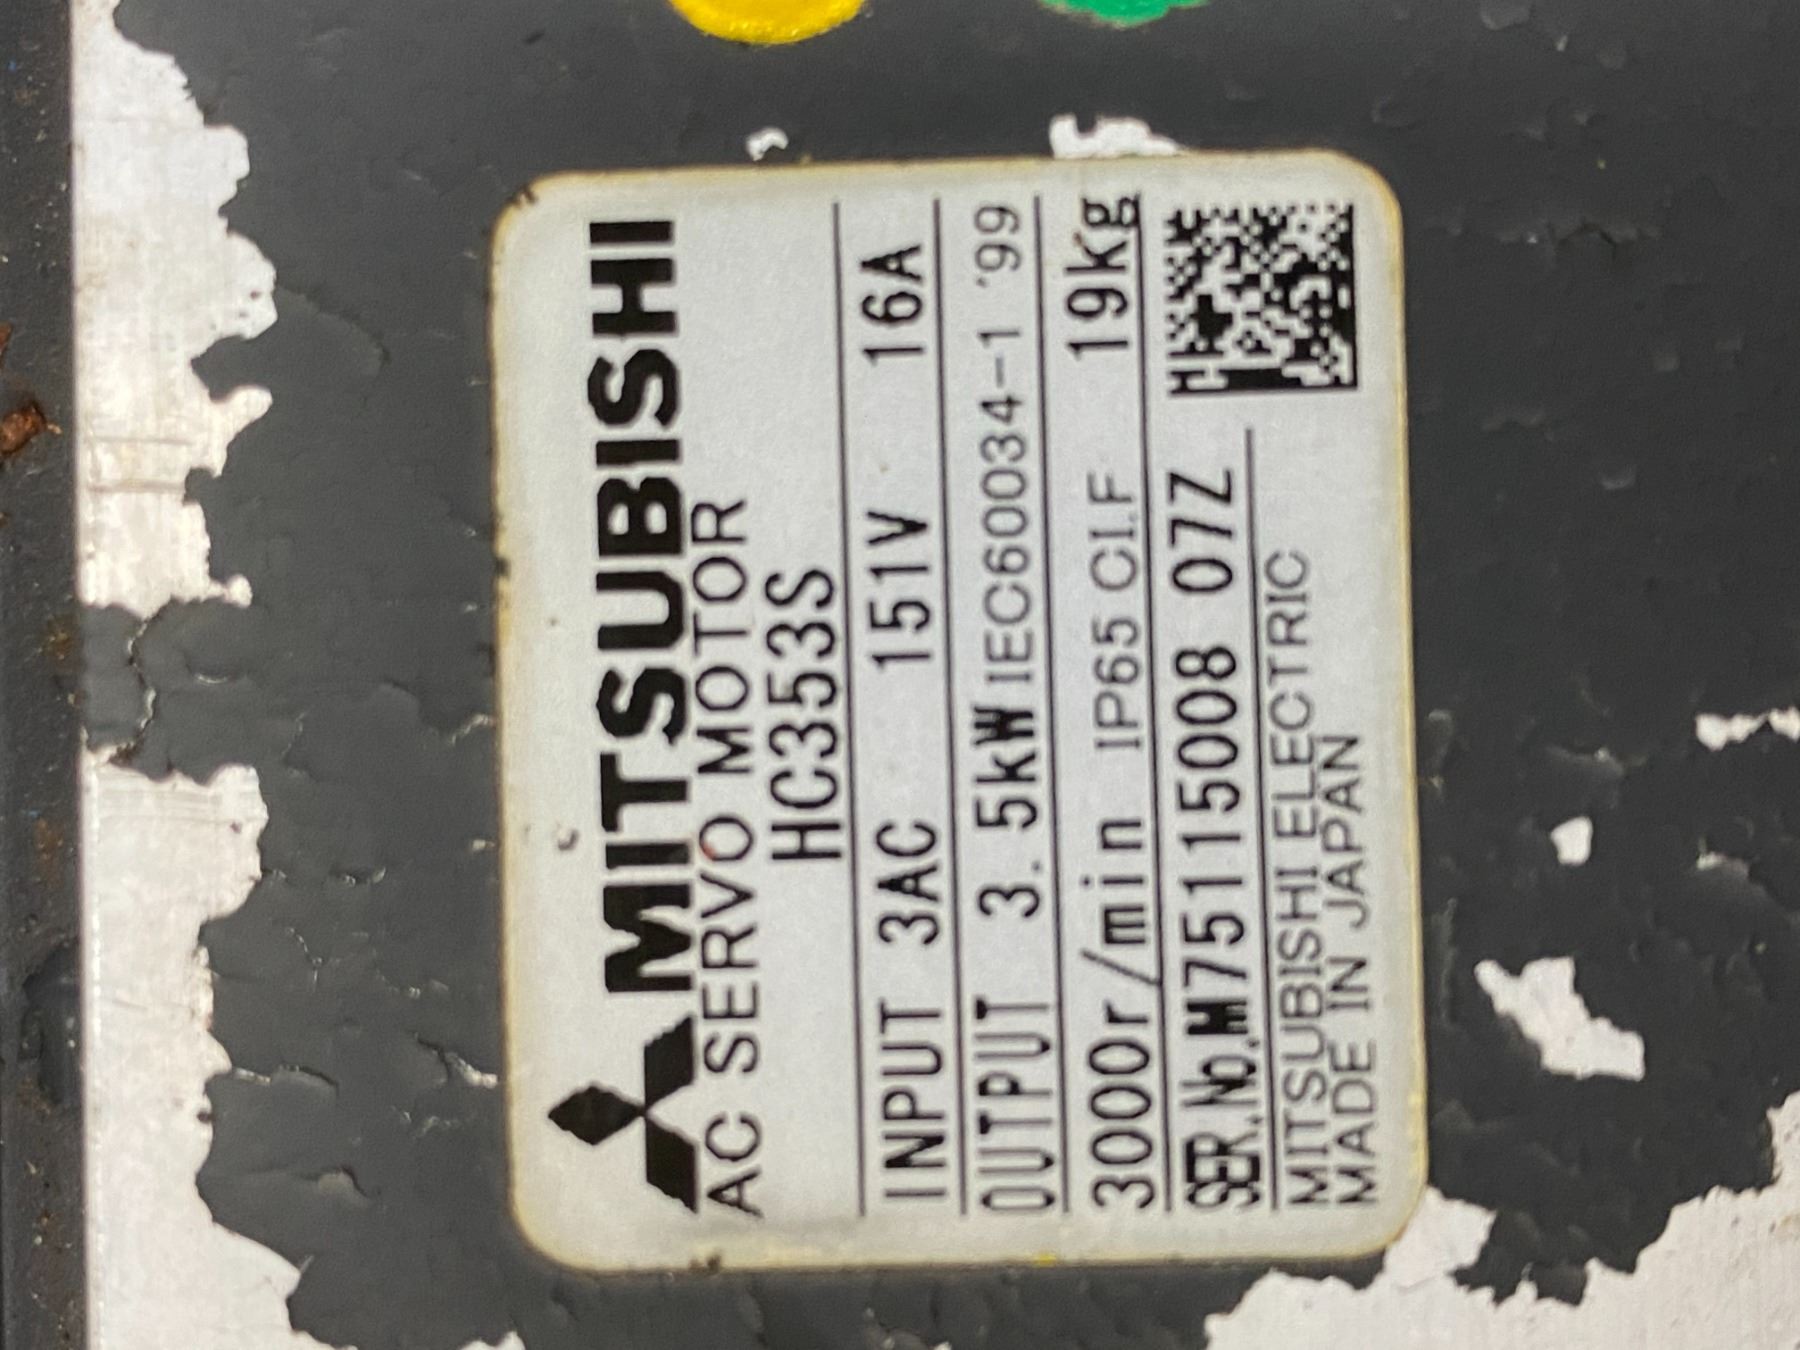 MITSUBISHI
AC SERVO MOTOR
HC353S
INPUT 3AC 151V 16A
OUTPUT 3.5kW IEC60034-1 '99
3000r/min IP65 CI.F 19kg
SER.No.M75115008 07Z
MITSUBISHI ELECTRIC
MADE IN JAPAN